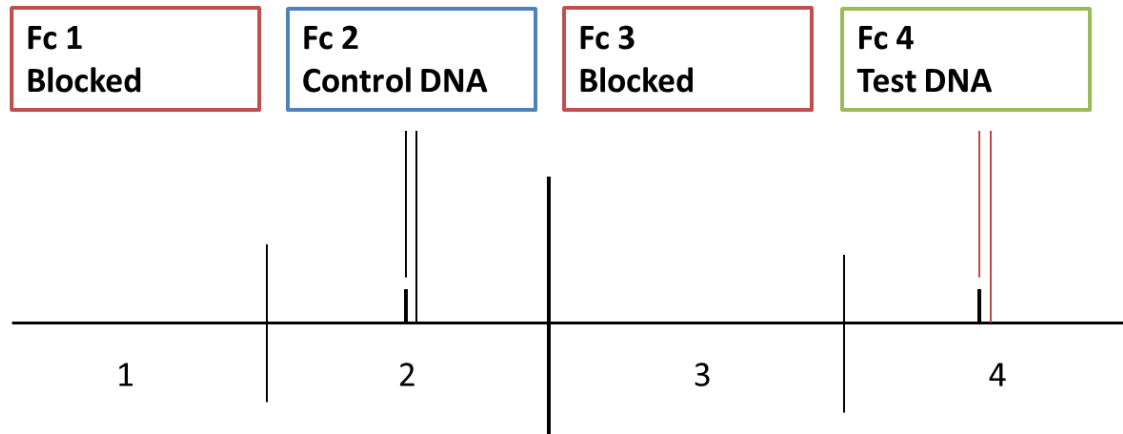 Fc 1
Blocked
Fc 2
Control DNA
Fc 3
Blocked
Fc 4
Test DNA
1
2
3
4